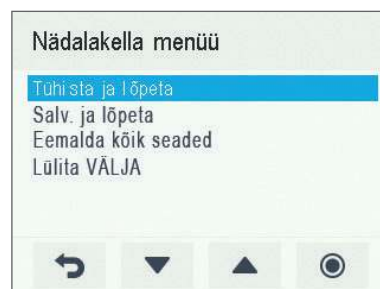 Nädalakella menüü
Tühista ja lõpeta
Salv. ja lõpeta
Eemalda kõik seaded
Lülita VÄLJA